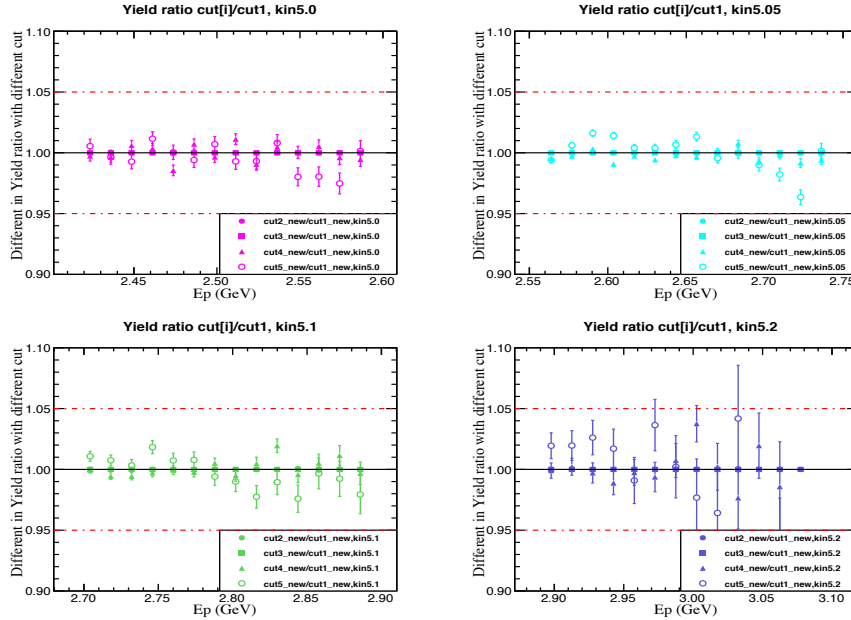 Yield ratio cut[i]/cut1, kin5.0
Different in Yield ratio with different cut
1.10
1.05
1.00
0.95
0.90
cut2_new/cut1_new,kin5.0
cut3_new/cut1_new,kin5.0
cut4_new/cut1_new,kin5.0
cut5_new/cut1_new,kin5.0
2.45
2.50
2.55
2.60
Ep (GeV)
Yield ratio cut[i]/cut1, kin5.05
Different in Yield ratio with different cut
1.10
1.05
1.00
0.95
0.90
cut2_new/cut1_new,kin5.05
cut3_new/cut1_new,kin5.05
cut4_new/cut1_new,kin5.05
cut5_new/cut1_new,kin5.05
2.55
2.60
2.65
2.70
2.75
Ep (GeV)
Yield ratio cut[i]/cut1, kin5.1
Different in Yield ratio with different cut
1.10
1.05
1.00
0.95
0.90
cut2_new/cut1_new,kin5.1
cut3_new/cut1_new,kin5.1
cut4_new/cut1_new,kin5.1
cut5_new/cut1_new,kin5.1
2.70
2.75
2.80
2.85
2.90
Ep (GeV)
Yield ratio cut[i]/cut1, kin5.2
Different in Yield ratio with different cut
1.10
1.05
1.00
0.95
0.90
cut2_new/cut1_new,kin5.2
cut3_new/cut1_new,kin5.2
cut4_new/cut1_new,kin5.2
cut5_new/cut1_new,kin5.2
2.90
2.95
3.00
3.05
3.10
Ep (GeV)